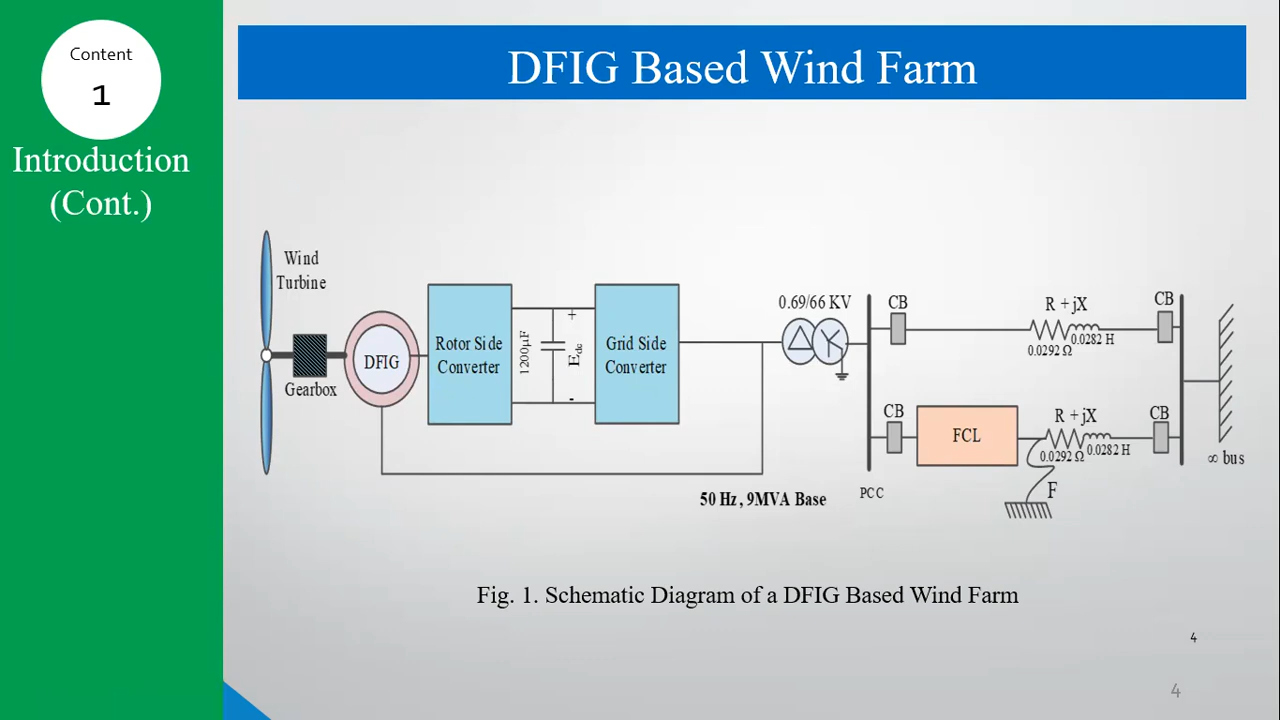 Content
1
Introduction
(Cont.)
DFIG Based Wind Farm
Wind
Turbine
Gearbox
DFIG
Rotor Side
Converter
1200μF
+
E_dc
-
Grid Side
Converter
0.69/66 KV
50 Hz, 9MVA Base
PCC
CB
R + jX
0.0292 Ω
0.0282 H
CB
CB
FCL
R + jX
0.0292 Ω
0.0282 H
CB
F
∞ bus
Fig. 1. Schematic Diagram of a DFIG Based Wind Farm
4
4